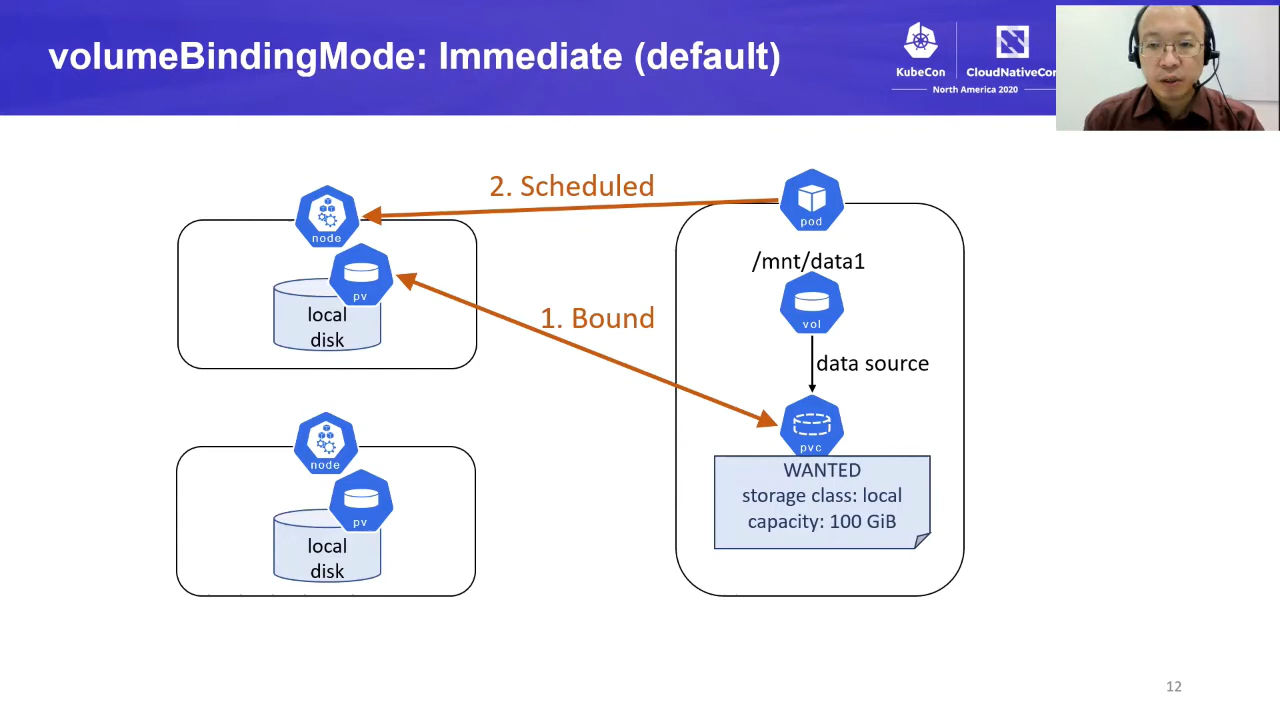 volumeBindingMode: Immediate (default)
KubeCon
CloudNativeCon
North America 2020
2. Scheduled
node
pod
/mnt/data1
pv
local
disk
1. Bound
vol
data source
node
pvc
WANTED
storage class: local
capacity: 100 GiB
pv
local
disk
12